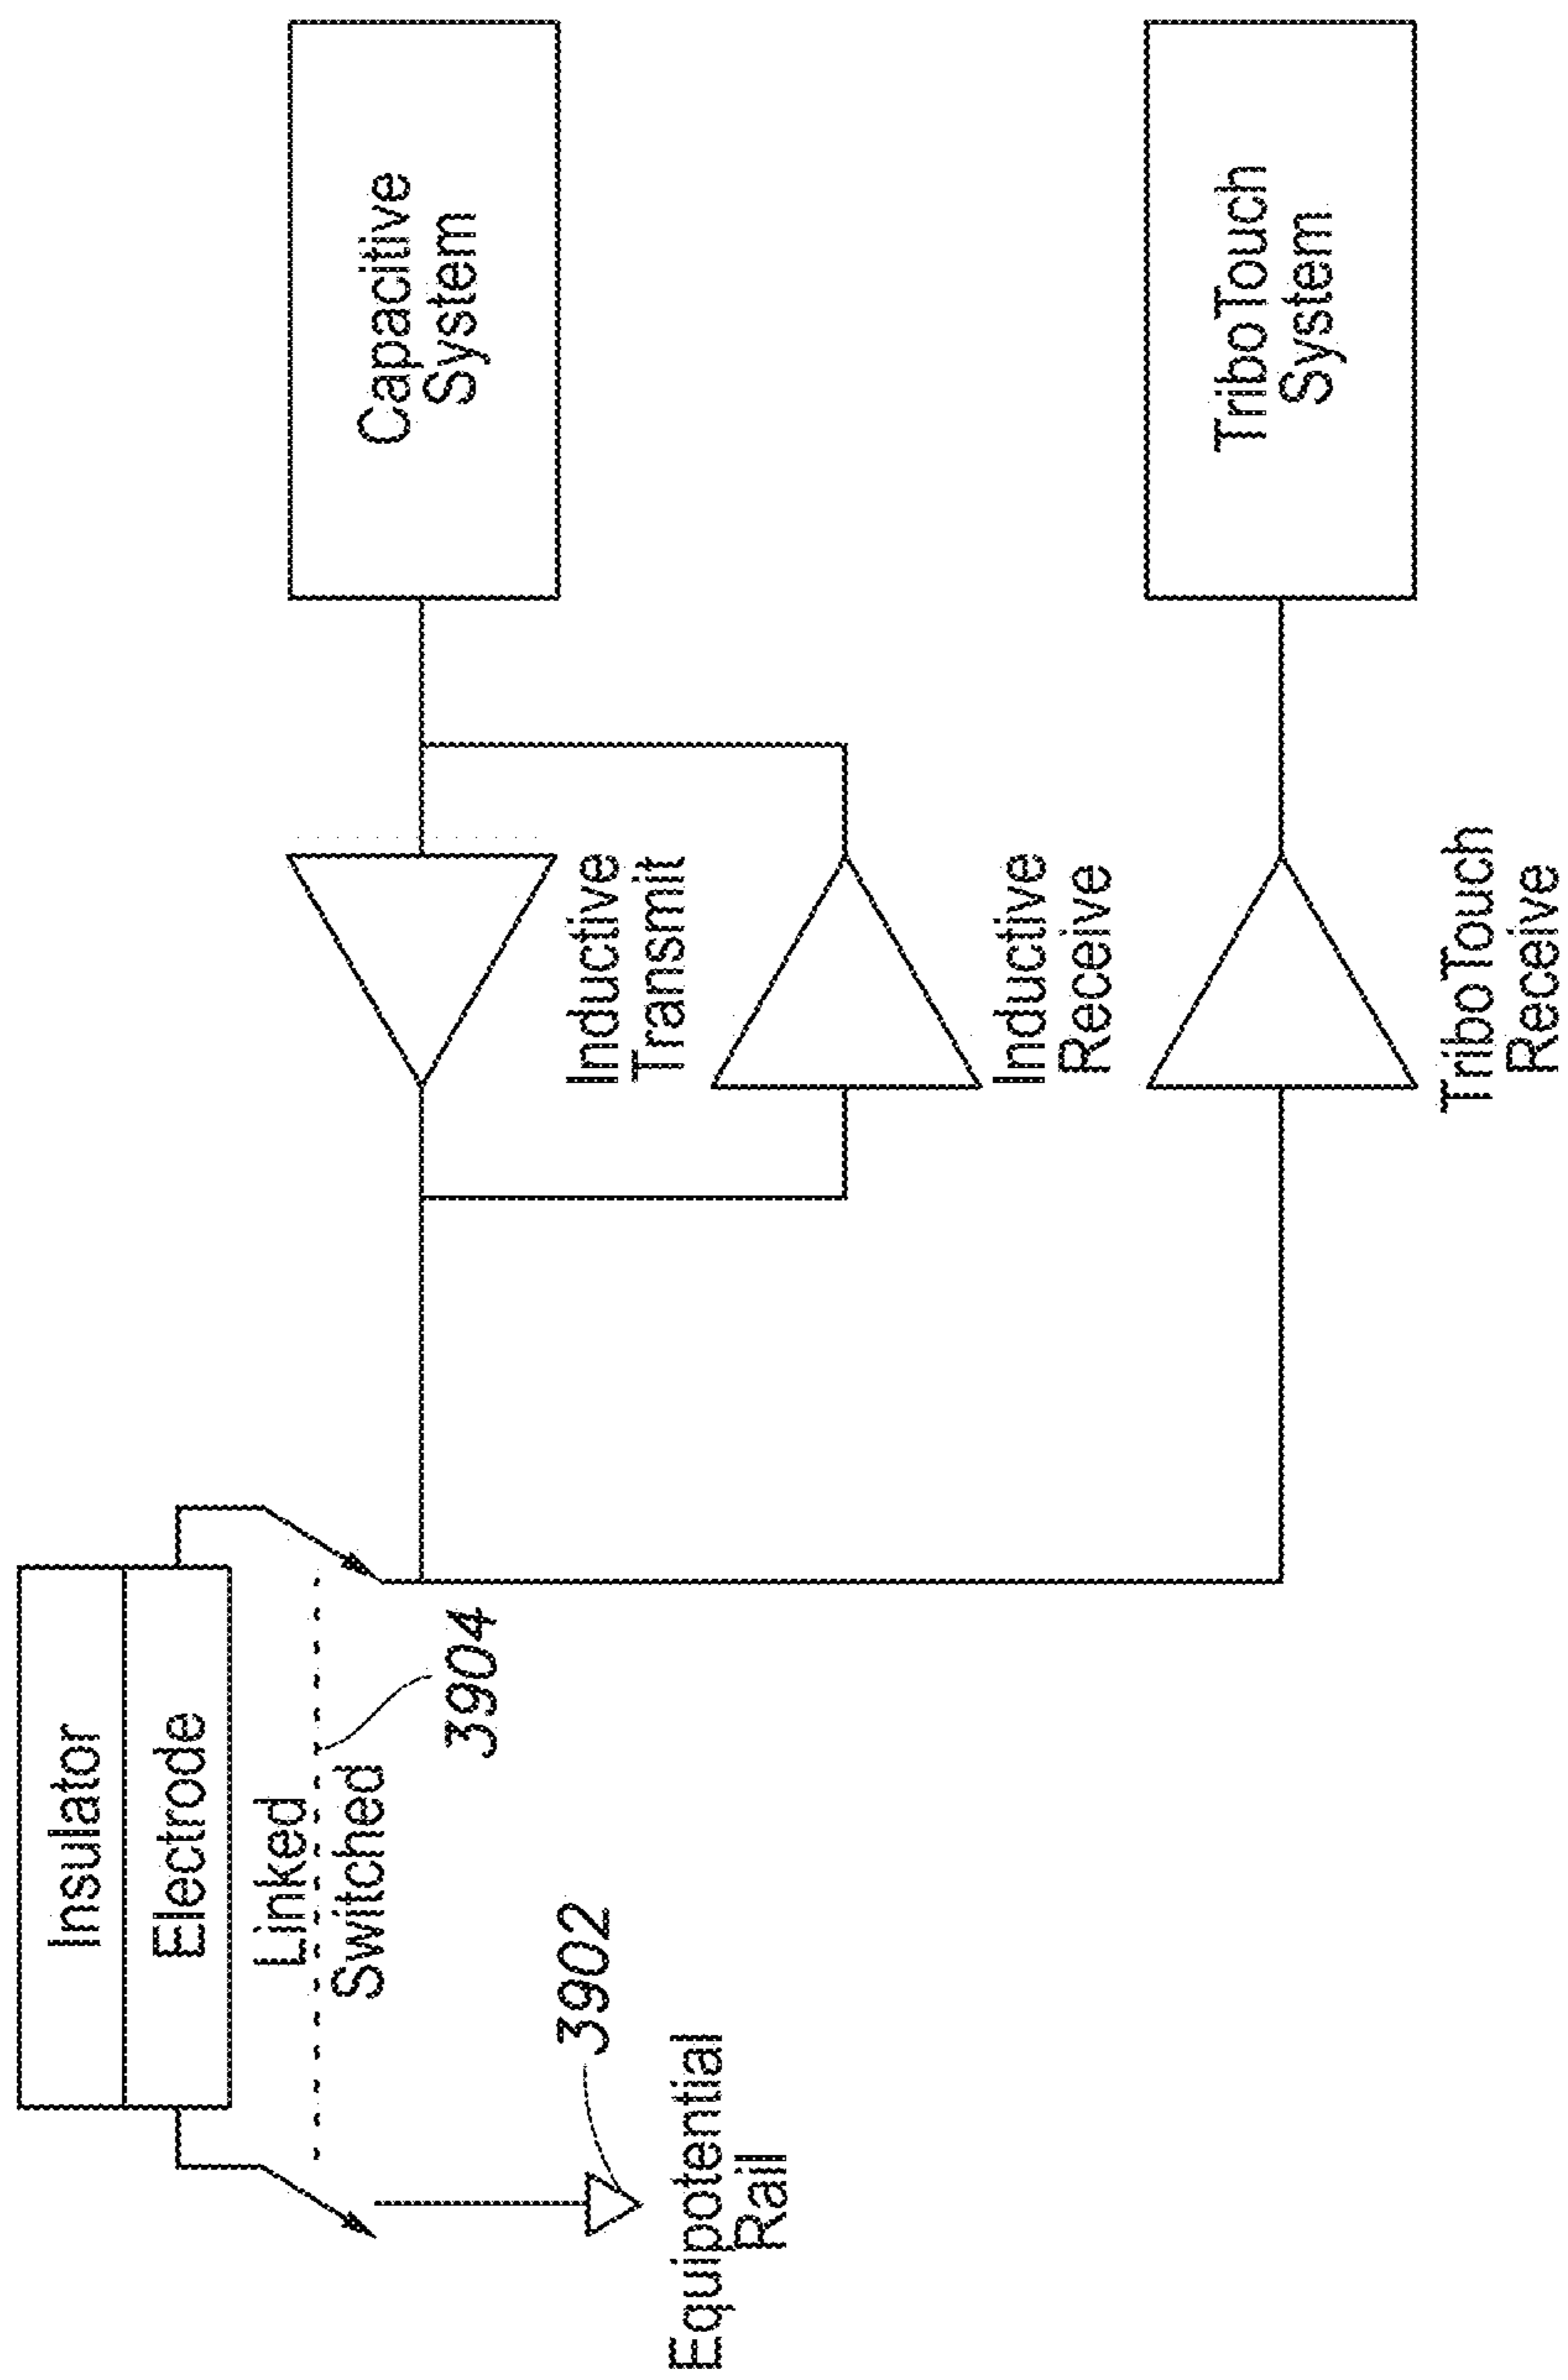 Insulator
Electrode
Linked
Switched
3904
3902
Equipotential
Rail
Inductive
Transmit
Inductive
Receive
TriboTouch
Receive
Capacitive
System
TriboTouch
System